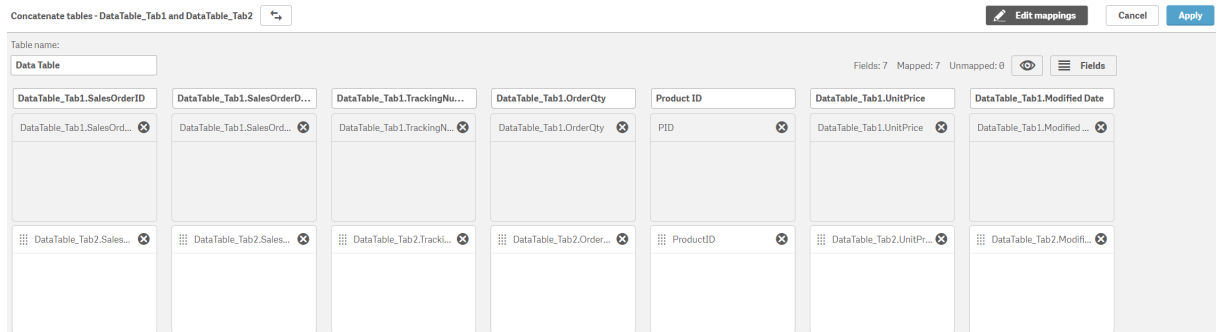 Concatenate tables - DataTable_Tab1 and DataTable_Tab2 Edit mappings Cancel Apply
Table name:
Data Table Fields: 7 Mapped: 7 Unmapped: 0 Fields
DataTable_Tab1.SalesOrderID DataTable_Tab1.SalesOrderD... DataTable_Tab1.TrackingNu... DataTable_Tab1.OrderQty Product ID DataTable_Tab1.UnitPrice DataTable_Tab1.Modified Date
DataTable_Tab1.SalesOrd... DataTable_Tab1.SalesOrd... DataTable_Tab1.TrackingN... DataTable_Tab1.OrderQty PID DataTable_Tab1.UnitPrice DataTable_Tab1.Modified ...
DataTable_Tab2.Sales... DataTable_Tab2.Sales... DataTable_Tab2.Tracki... DataTable_Tab2.Order... ProductID DataTable_Tab2.UnitPr... DataTable_Tab2.Modifi...